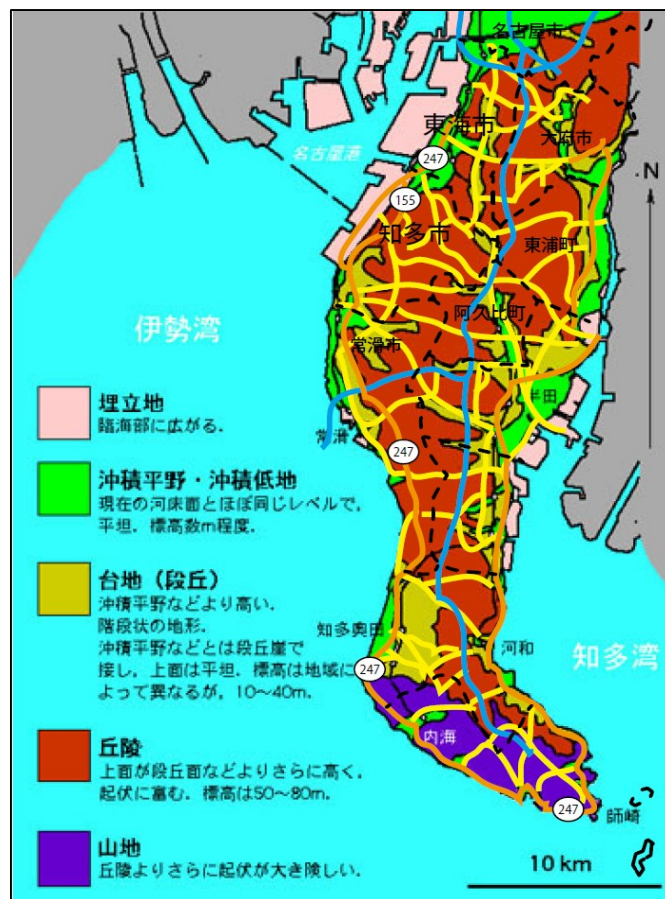 名古屋市
東海市
大府市
名古屋港
247
N
155
知多市
東浦町
阿久比町
伊勢湾
常滑市
半田
埋立地
臨海部に広がる.
常滑
247
沖積平野・沖積低地
現在の河床面とほぼ同じレベルで,
平坦. 標高数m程度.
台地（段丘）
沖積平野などより高い.
階段状の地形.
沖積平野などとは段丘崖で
接し, 上面は平坦. 標高は地域に
よって異なるが, 10〜40m.
知多奥田
河和
知多湾
247
丘陵
上面が段丘面などよりさらに高く,
起伏に富む. 標高は50〜80m.
内海
247
師崎
山地
丘陵よりさらに起伏が大き険しい.
10 km